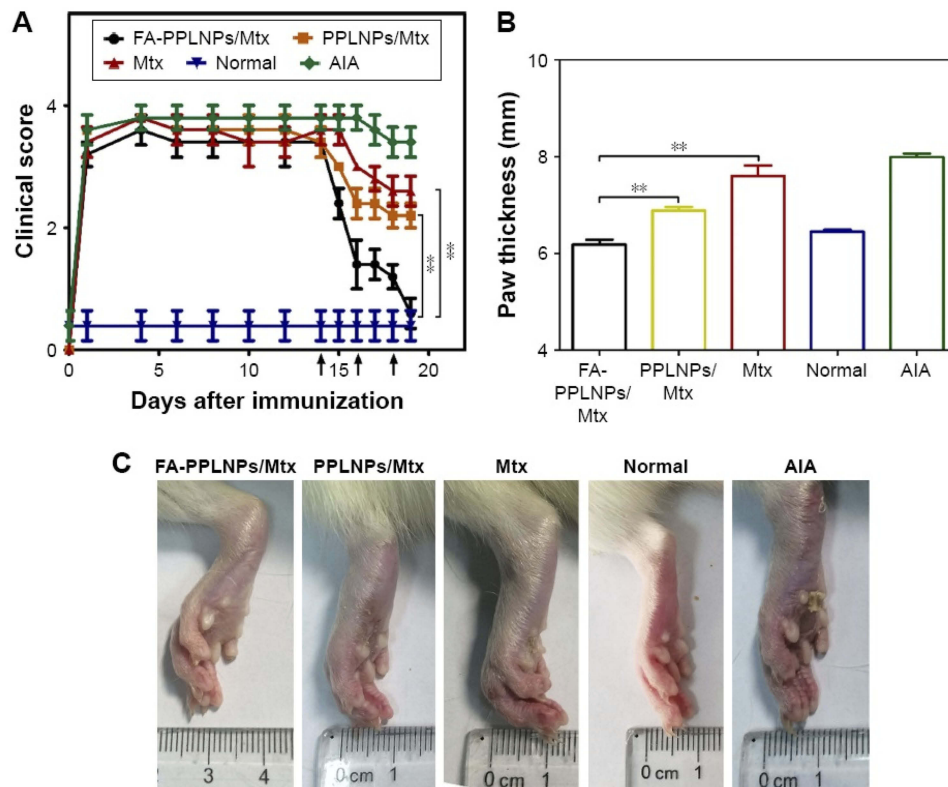 A
FA-PPLNPs/Mtx PPLNPs/Mtx
Mtx Normal AIA
Clinical score
4
2
0
0 5 10 15 20
Days after immunization
**
**
B
Paw thickness (mm)
10
8
6
4
**
**
FA-PPLNPs/Mtx PPLNPs/Mtx Mtx Normal AIA
C
FA-PPLNPs/Mtx PPLNPs/Mtx Mtx Normal AIA
3 4 0 cm 1 0 cm 1 0 cm 1 0 cm 1